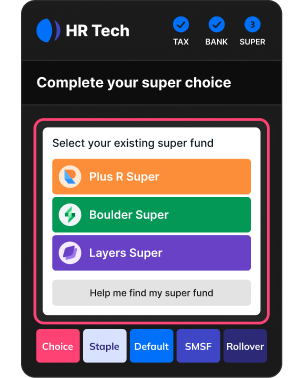 HR Tech
3
TAX
BANK
SUPER
Complete your super choice
Select your existing super fund
Plus R Super
Boulder Super
Layers Super
Help me find my super fund
Choice
Staple
Default
SMSF
Rollover